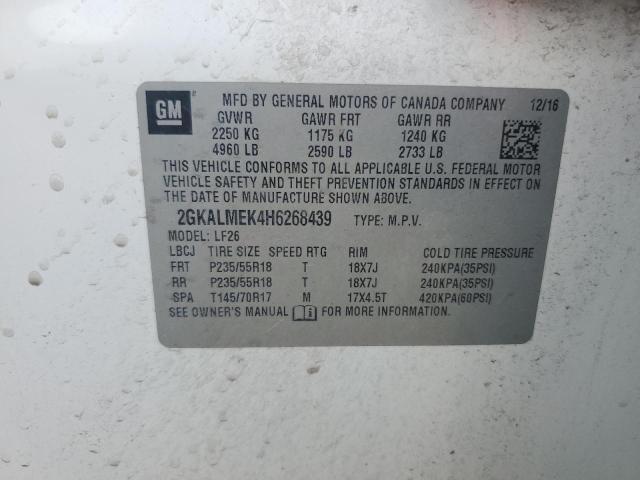 GM
MFD BY GENERAL MOTORS OF CANADA COMPANY 12/16
GVWR GAWR FRT GAWR RR
2250 KG 1175 KG 1240 KG
4960 LB 2590 LB 2733 LB
THIS VEHICLE CONFORMS TO ALL APPLICABLE U.S. FEDERAL MOTOR
VEHICLE SAFETY AND THEFT PREVENTION STANDARDS IN EFFECT ON
THE DATE OF MANUFACTURE SHOWN ABOVE.
2GKALMEK4H6268439 TYPE: M.P.V.
MODEL: LF26
LBCJ TIRE SIZE SPEED RTG RIM COLD TIRE PRESSURE
FRT P235/55R18 T 18X7J 240KPA(35PSI)
RR P235/55R18 T 18X7J 240KPA(35PSI)
SPA T145/70R17 M 17X4.5T 420KPA(60PSI)
SEE OWNER'S MANUAL i FOR MORE INFORMATION.